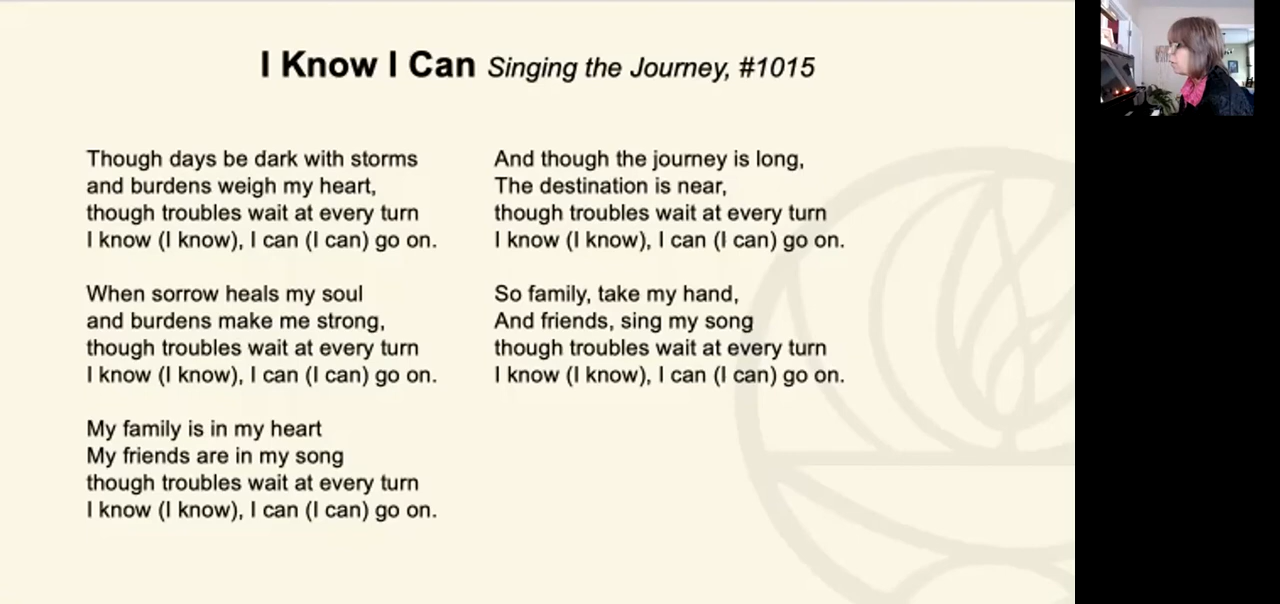 I Know I Can Singing the Journey, #1015
Though days be dark with storms
and burdens weigh my heart,
though troubles wait at every turn
I know (I know), I can (I can) go on.
When sorrow heals my soul
and burdens make me strong,
though troubles wait at every turn
I know (I know), I can (I can) go on.
My family is in my heart
My friends are in my song
though troubles wait at every turn
I know (I know), I can (I can) go on.
And though the journey is long,
The destination is near,
though troubles wait at every turn
I know (I know), I can (I can) go on.
So family, take my hand,
And friends, sing my song
though troubles wait at every turn
I know (I know), I can (I can) go on.